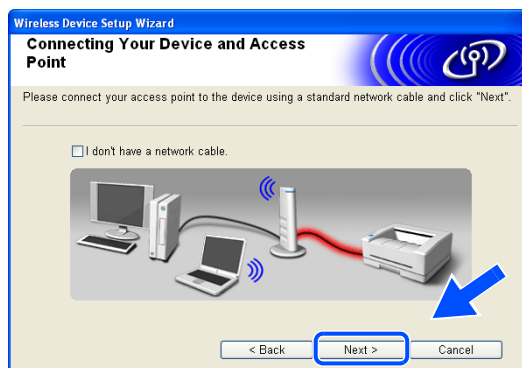 Wireless Device Setup Wizard
Connecting Your Device and Access
Point
Please connect your access point to the device using a standard network cable and click "Next".
I don't have a network cable.
< Back Next > Cancel